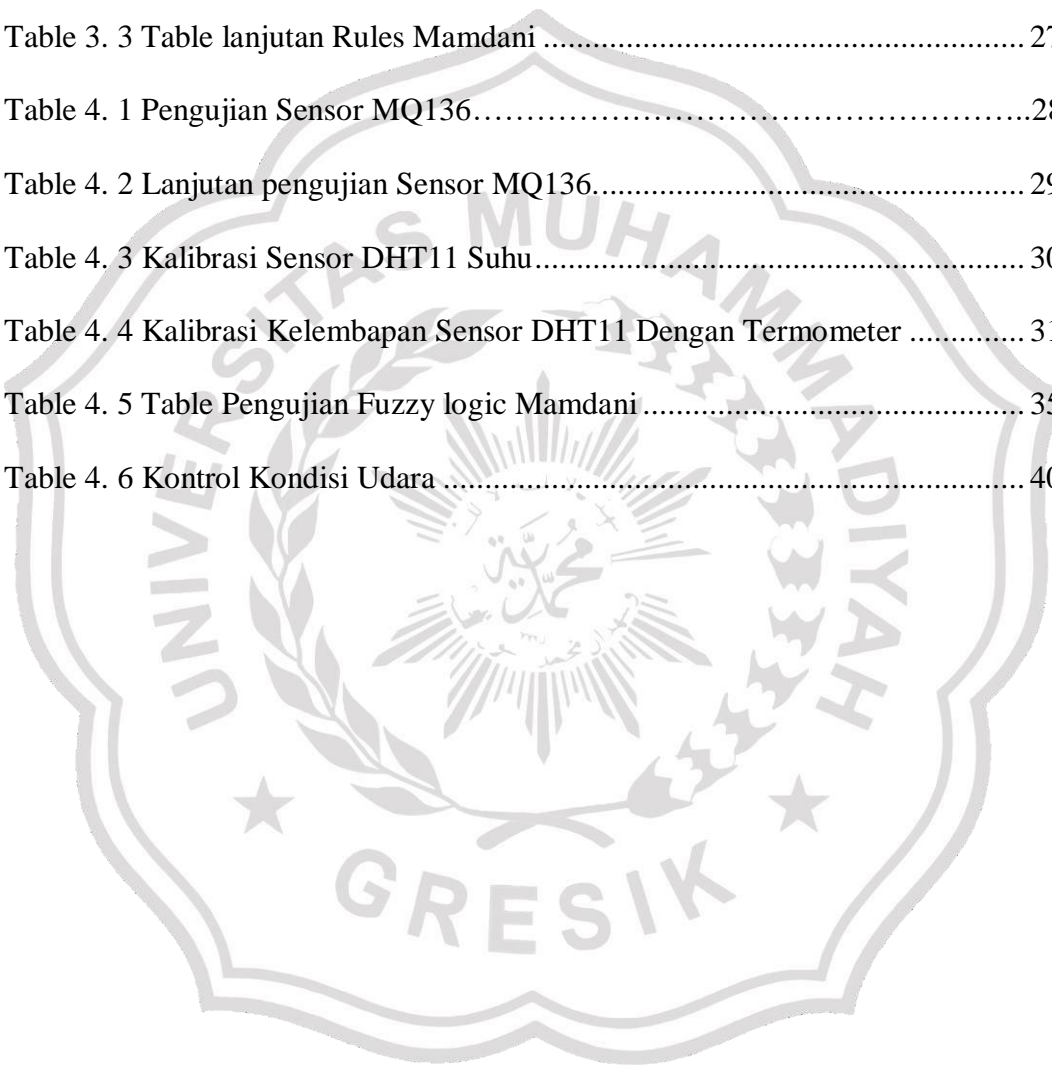 Table 3. 3 Table lanjutan Rules Mamdani ............................................................ 27
Table 4. 1 Pengujian Sensor MQ136…………………………………………………..28
Table 4. 2 Lanjutan pengujian Sensor MQ136..................................................... 29
Table 4. 3 Kalibrasi Sensor DHT11 Suhu............................................................. 30
Table 4. 4 Kalibrasi Kelembapan Sensor DHT11 Dengan Termometer .............. 31
Table 4. 5 Table Pengujian Fuzzy logic Mamdani ................................................ 35
Table 4. 6 Kontrol Kondisi Udara ......................................................................... 40
UNIVERSITAS MUHAMMADIYAH
محمد
GRESIK